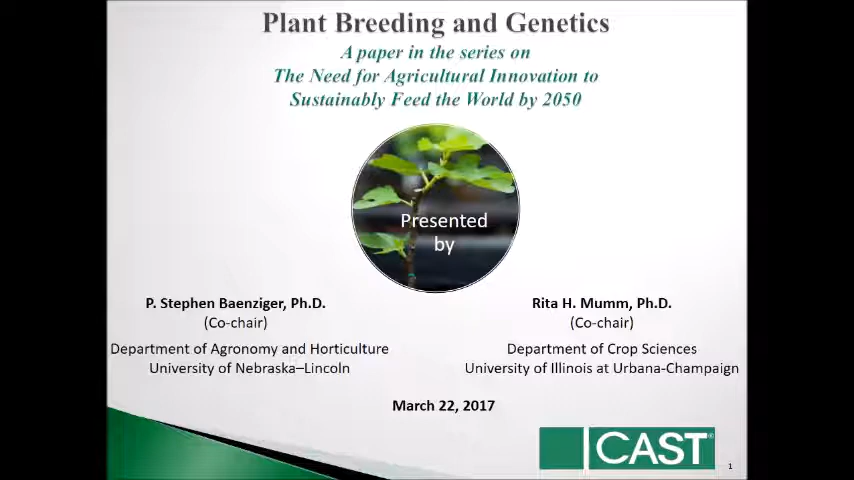 Plant Breeding and Genetics
A paper in the series on
The Need for Agricultural Innovation to
Sustainably Feed the World by 2050
Presented
by
P. Stephen Baenziger, Ph.D.
(Co-chair)
Department of Agronomy and Horticulture
University of Nebraska–Lincoln
Rita H. Mumm, Ph.D.
(Co-chair)
Department of Crop Sciences
University of Illinois at Urbana-Champaign
March 22, 2017
CAST®
1